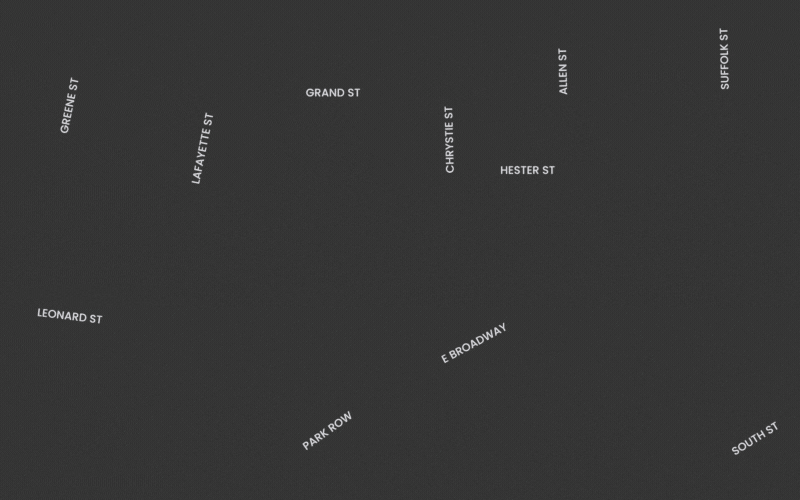 SUFFOLK ST
ALLEN ST
GREENE ST
GRAND ST
LAFAYETTE ST
CHRYSTIE ST
HESTER ST
LEONARD ST
E BROADWAY
PARK ROW
SOUTH ST